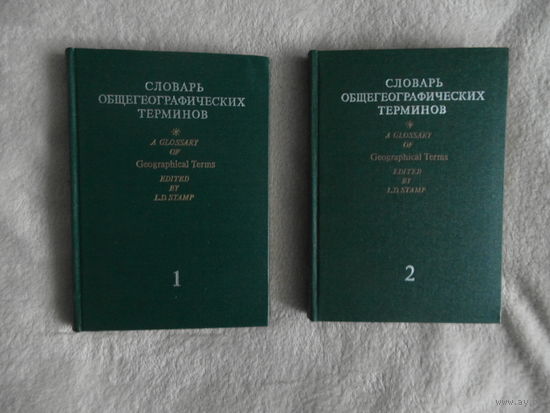 СЛОВАРЬ
ОБЩЕГЕОГРАФИЧЕСКИХ
ТЕРМИНОВ
A GLOSSARY
OF
Geographical Terms
EDITED
BY
L.D. STAMP
1
СЛОВАРЬ
ОБЩЕГЕОГРАФИЧЕСКИХ
ТЕРМИНОВ
A GLOSSARY
OF
Geographical Terms
EDITED
BY
L.D. STAMP
2